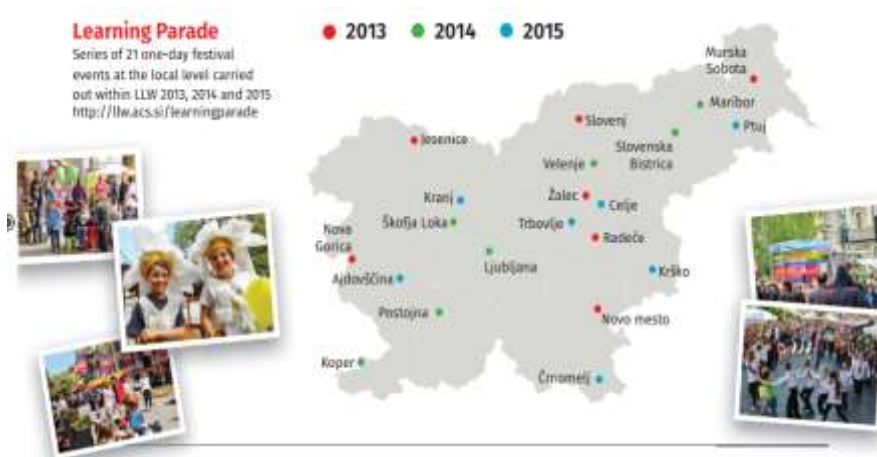 Learning Parade
Series of 21 one-day festival
events at the local level carried
out within LLW 2013, 2014 and 2015
http://llw.acs.si/learningparade
2013 2014 2015
Murska
Sobota
Maribor
Ptuj
Slovenj
Slovenska
Bistrica
Jesenice
Velenje
Kranj
Žalec
Celje
Škofja Loka
Trbovlje
Nova
Gorica
Radeče
Ljubljana
Ajdovščina
Krško
Postojna
Novo mesto
Koper
Črnomelj